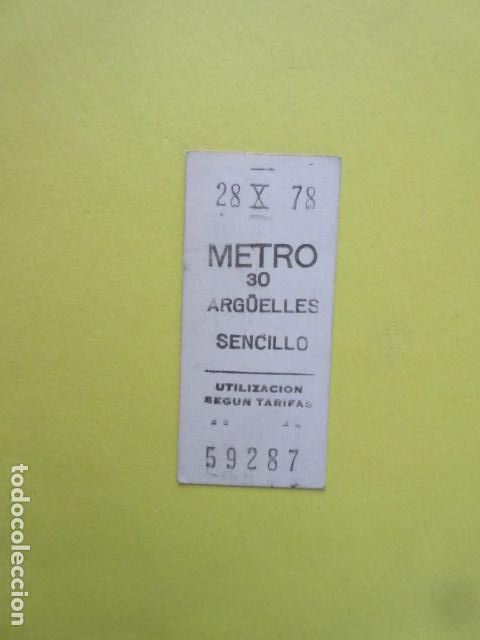 28 X 78
METRO
30
ARGÜELLES
SENCILLO
UTILIZACION
SEGUN TARIFAS
59287
todocoleccion